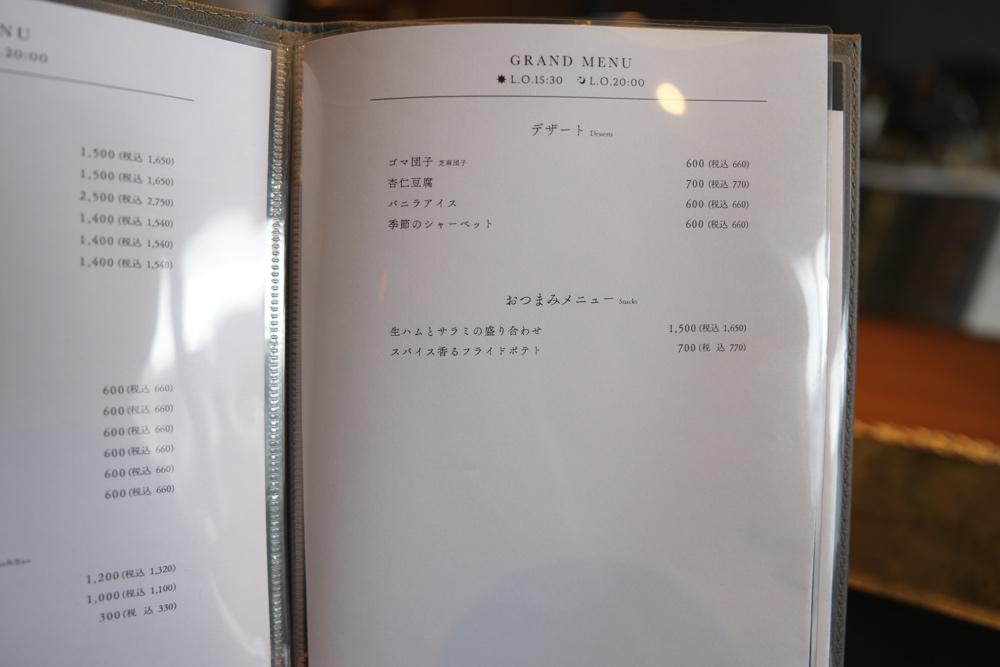 NU
.20:00
1,500 (税込 1,650)
1,500 (税込 1,650)
2,500 (税込 2,750)
1,400 (税込 1,540)
1,400 (税込 1,540)
1,400 (税込 1,540)
600 (税込 660)
600 (税込 660)
600 (税込 660)
600 (税込 660)
600 (税込 660)
600 (税込 660)
1,200 (税込 1,320)
1,000 (税込 1,100)
300 (税 込 330)
GRAND MENU
L.O.15:30 L.O.20:00
デザート Desserts
ゴマ団子 芝麻団子 600 (税込 660)
杏仁豆腐 700 (税込 770)
バニラアイス 600 (税込 660)
季節のシャーベット 600 (税込 660)
おつまみメニュー Snacks
生ハムとサラミの盛り合わせ 1,500 (税込 1,650)
スパイス香るフライドポテト 700 (税 込 770)